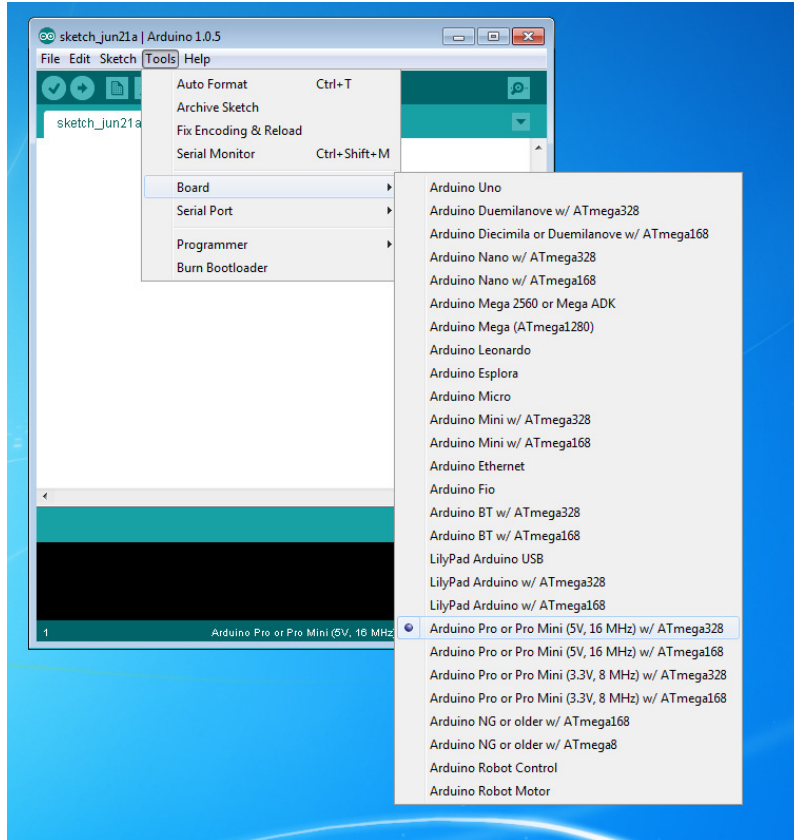 sketch_jun21a | Arduino 1.0.5
File Edit Sketch Tools Help
Auto Format Ctrl+T
Archive Sketch
sketch_jun21a
Fix Encoding & Reload
Serial Monitor Ctrl+Shift+M
Board
Serial Port
Programmer
Burn Bootloader
Arduino Uno
Arduino Duemilanove w/ ATmega328
Arduino Diecimila or Duemilanove w/ ATmega168
Arduino Nano w/ ATmega328
Arduino Nano w/ ATmega168
Arduino Mega 2560 or Mega ADK
Arduino Mega (ATmega1280)
Arduino Leonardo
Arduino Esplora
Arduino Micro
Arduino Mini w/ ATmega328
Arduino Mini w/ ATmega168
Arduino Ethernet
Arduino Fio
Arduino BT w/ ATmega328
Arduino BT w/ ATmega168
LilyPad Arduino USB
LilyPad Arduino w/ ATmega328
LilyPad Arduino w/ ATmega168
Arduino Pro or Pro Mini (5V, 16 MHz) w/ ATmega328
Arduino Pro or Pro Mini (5V, 16 MHz) w/ ATmega168
Arduino Pro or Pro Mini (3.3V, 8 MHz) w/ ATmega328
Arduino Pro or Pro Mini (3.3V, 8 MHz) w/ ATmega168
Arduino NG or older w/ ATmega168
Arduino NG or older w/ ATmega8
Arduino Robot Control
Arduino Robot Motor
1 Arduino Pro or Pro Mini (5V, 16 MHz